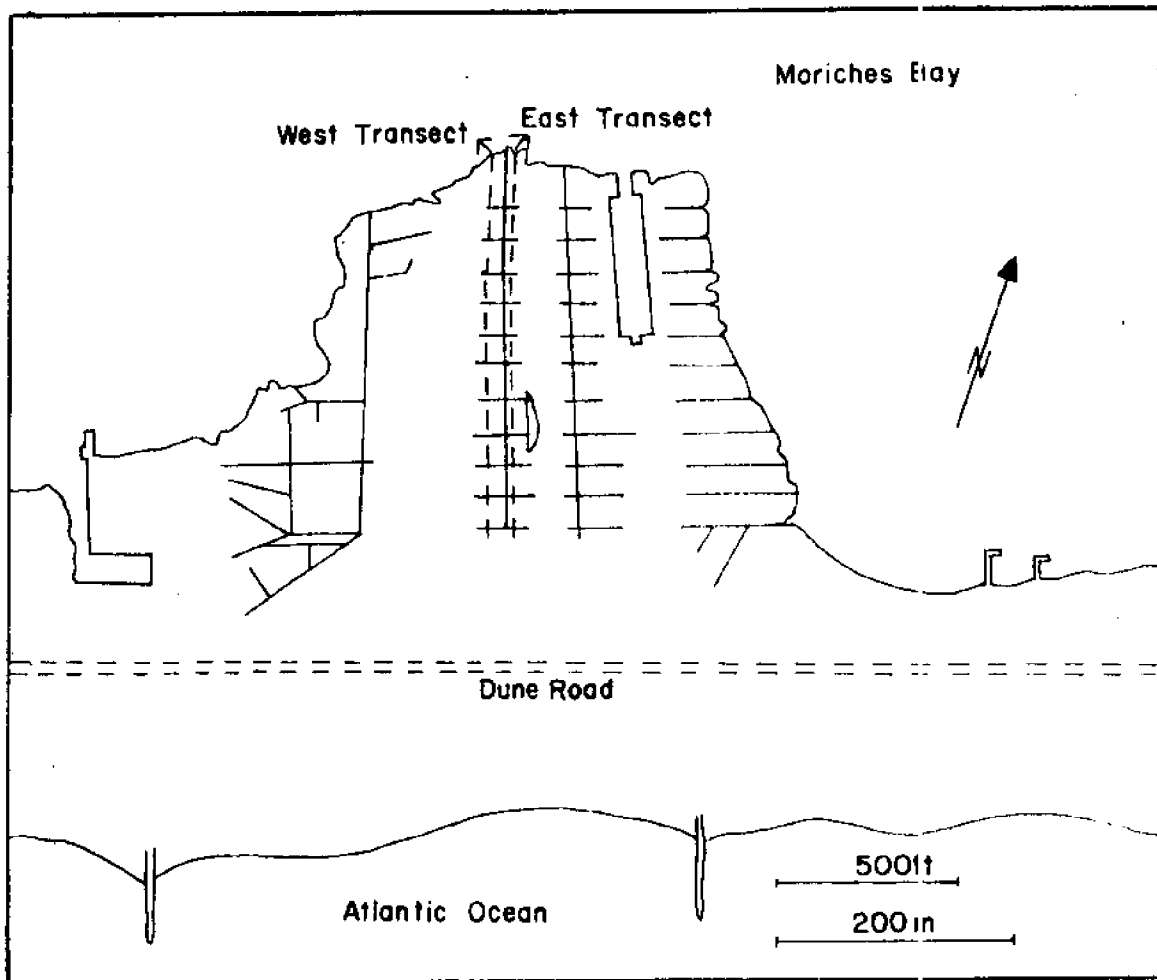 Moriches Bay
East Transect
West Transect
N
Dune Road
500ft
Atlantic Ocean
200m